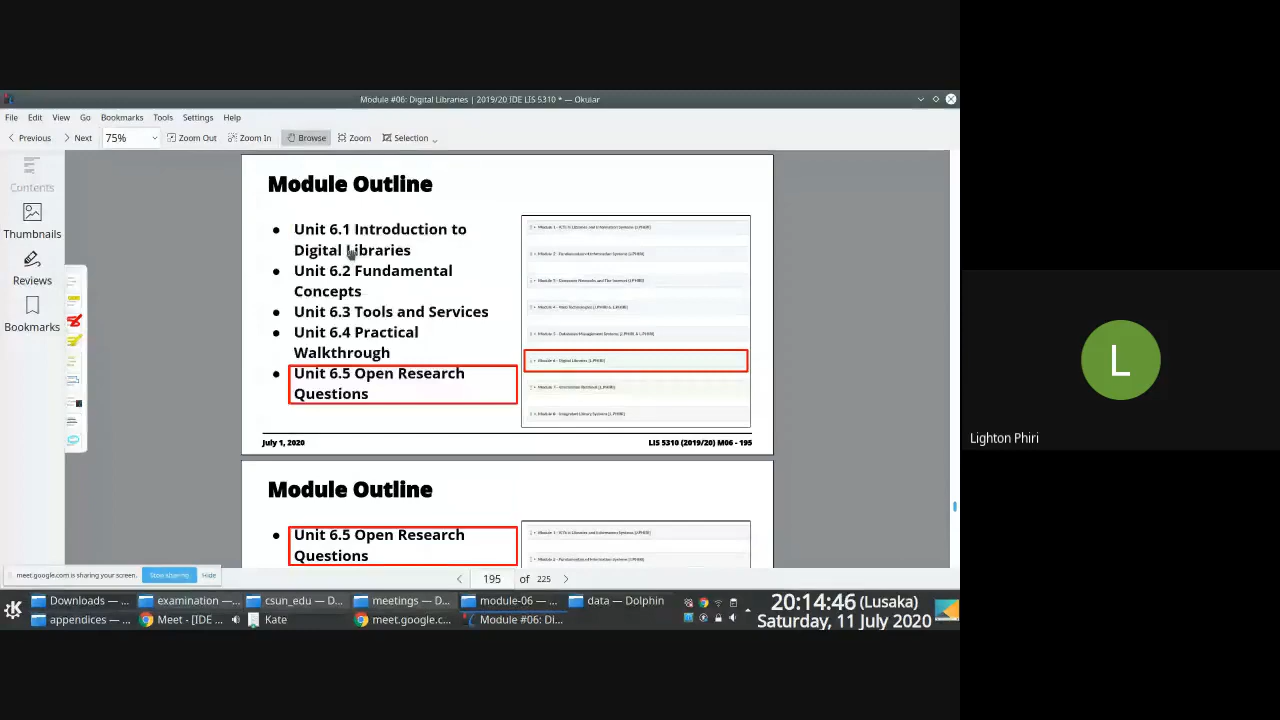 Module #06: Digital Libraries | 2019/20 IDE LIS 5310 * — Okular
File Edit View Go Bookmarks Tools Settings Help
Previous Next 75% Zoom Out Zoom In Browse Zoom Selection
Contents
Thumbnails
Reviews
Bookmarks
Module Outline
● Unit 6.1 Introduction to
Digital Libraries
● Unit 6.2 Fundamental
Concepts
● Unit 6.3 Tools and Services
● Unit 6.4 Practical
Walkthrough
● Unit 6.5 Open Research
Questions
Module 6 - Digital Libraries [L.PHIRI]
July 1, 2020
LIS 5310 (2019/20) M06 - 195
Module Outline
● Unit 6.5 Open Research
Questions
meet.google.com is sharing your screen. Stop sharing Hide
195 of 225
Downloads — ... examination —... csun_edu — D... meetings — D... module-06 — ... data — Dolphin
appendices — ... Meet - [IDE ... Kate meet.google.c... Module #06: Di...
20:14:46 (Lusaka)
Saturday, 11 July 2020
L
Lighton Phiri